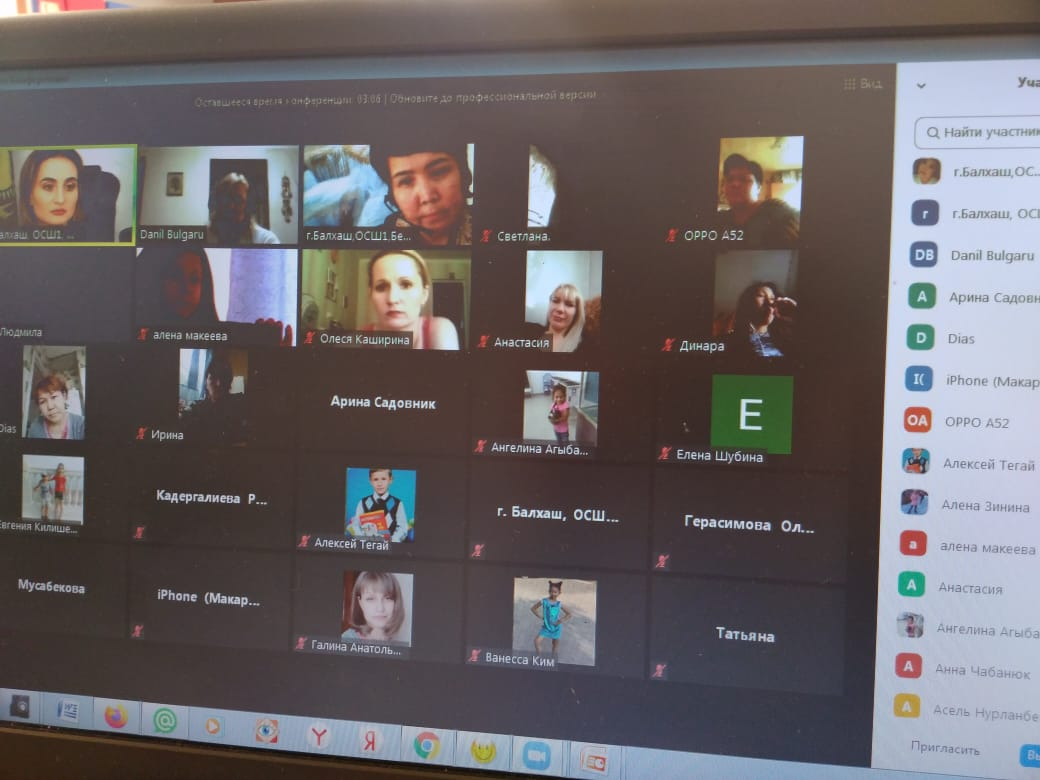 Оставшееся время конференции: 03:06 | Обновите до профессиональной версии
Вид
алхаш, ОСШ1, ...
Danil Bulgaru
г.Балхаш,ОСШ1,Бе...
Светлана.
OPPO A52
Людмила
алена макеева
Олеся Каширина
Анастасия
Динара
Dias
Ирина
Арина Садовник
Ангелина Агыба...
E
Елена Шубина
Евгения Килише...
Кадергалиева Р...
Алексей Тегай
г. Балхаш, ОСШ...
Герасимова Ол...
Мусабекова
iPhone (Макар...
Галина Анатоль...
Ванесса Ким
Татьяна
Уча
Найти участник
г.Балхаш,ОС...
г г.Балхаш, ОСШ
DB Danil Bulgaru
А Арина Садовн
D Dias
I( iPhone (Макар
OA OPPO A52
Алексей Тегай
Алена Зинина
а алена макеева
А Анастасия
Ангелина Агыба
А Анна Чабанюк
А Асель Нурланбе
Пригласить
Вы